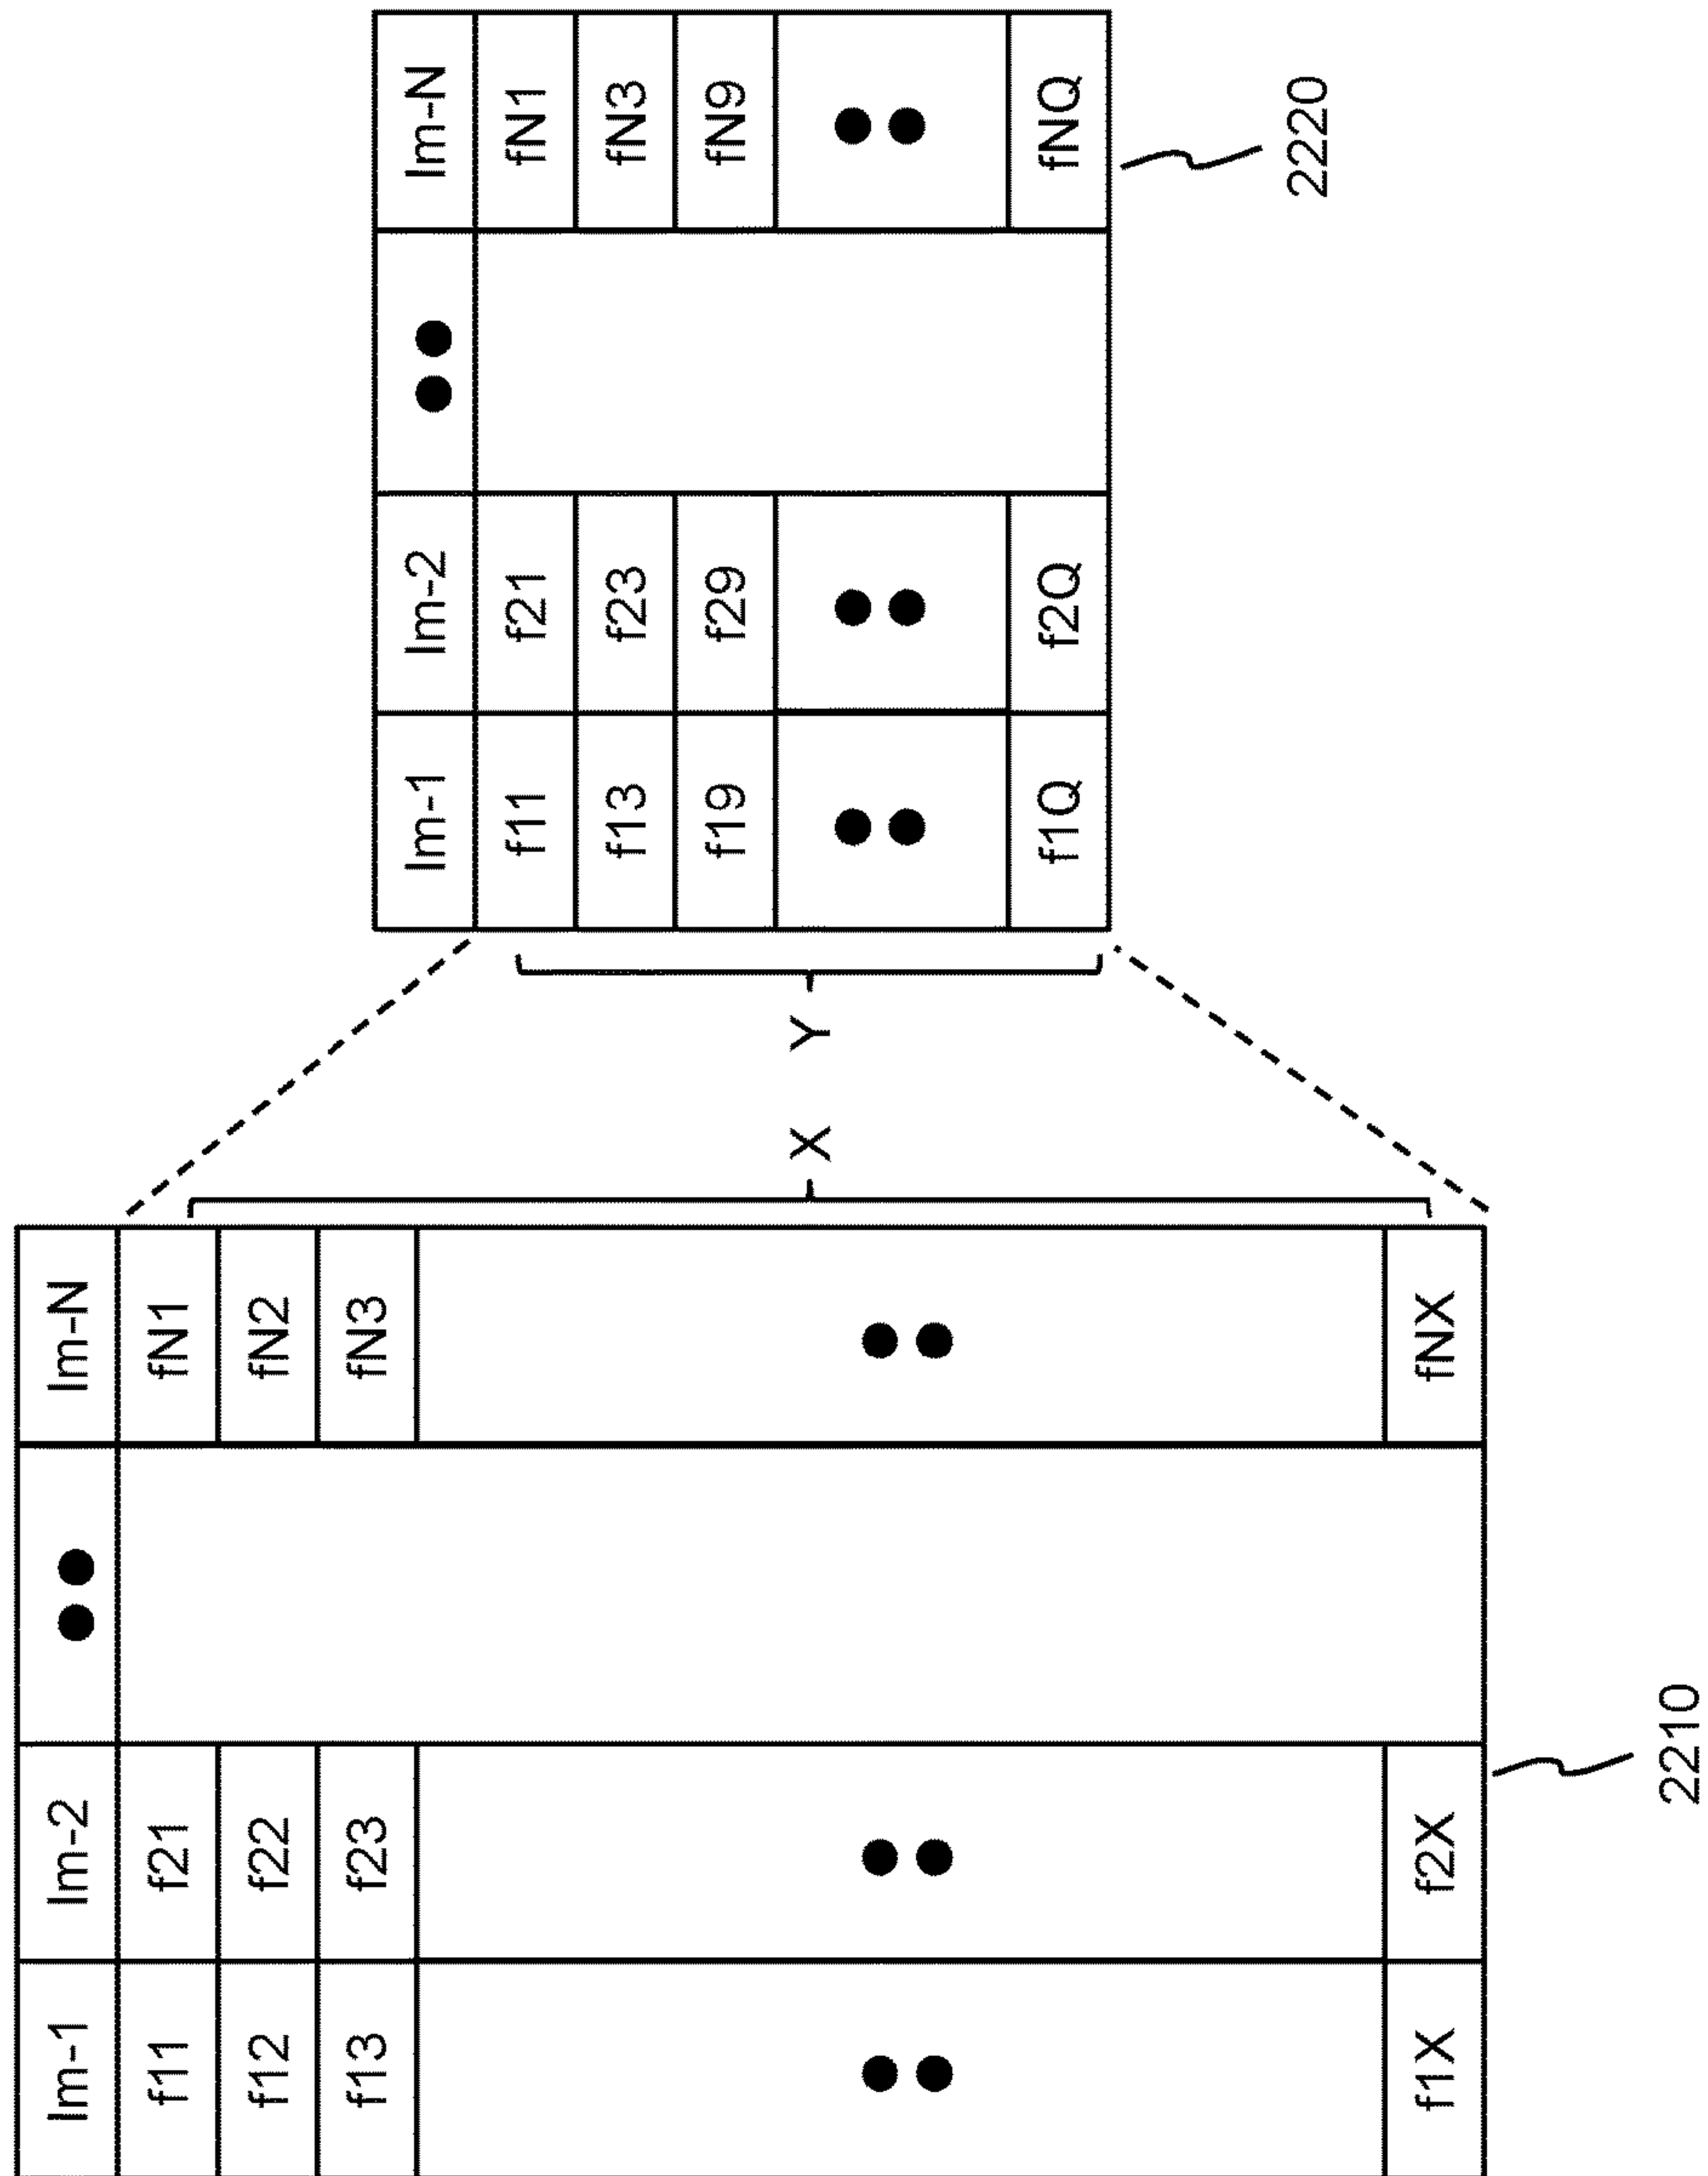 Im-1 Im-2 Im-N
f11 f21 fN1
f12 f22 fN2
f13 f23 fN3
f1X f2X fNX
2210
X
Y
Im-1 Im-2 Im-N
f11 f21 fN1
f13 f23 fN3
f19 f29 fN9
f1Q f2Q fNQ
2220